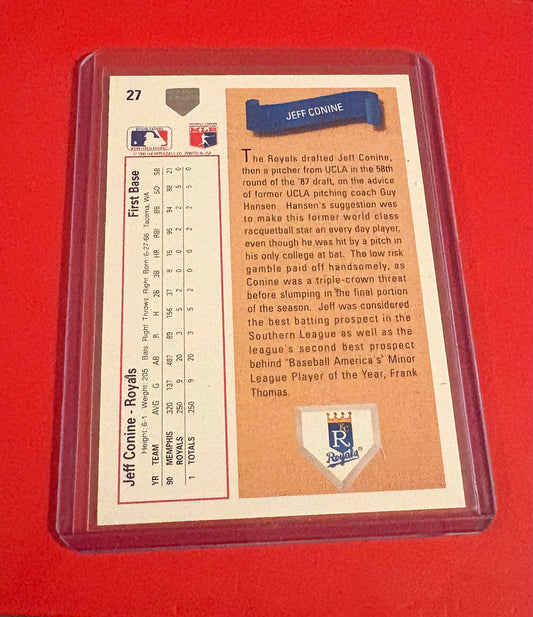 27
JEFF CONINE
The Royals drafted Jeff Conine,
then a pitcher from UCLA in the 58th
round of the '87 draft, on the advice
of former UCLA pitching coach Guy
Hansen. Hansen's suggestion was
to make this former world class
racquetball star an every day player,
even though he was hit by a pitch in
his only college at bat. The low risk
gamble paid off handsomely, as
Conine was a triple-crown threat
before slumping in the final portion
of the season. Jeff was considered
the best batting prospect in the
Southern League as well as the
league's second best prospect
behind "Baseball America's" Minor
League Player of the Year, Frank
Thomas.
KC
R
Royals®
Jeff Conine - Royals First Base
Height: 6-1 Weight: 205 Bats: Right Throws: Right Born: 6-27-66 Tacoma, WA
YR TEAM AVG G AB R H 2B 3B HR RBI BB SO SB
90 MEMPHIS .320 137 487 89 156 37 8 15 95 94 88 21
ROYALS .250 9 20 3 5 2 0 0 2 2 5 0
1 TOTALS .250 9 20 3 5 2 0 0 2 2 5 0
© 1991 THE UPPER DECK CO. PRINTED IN USA